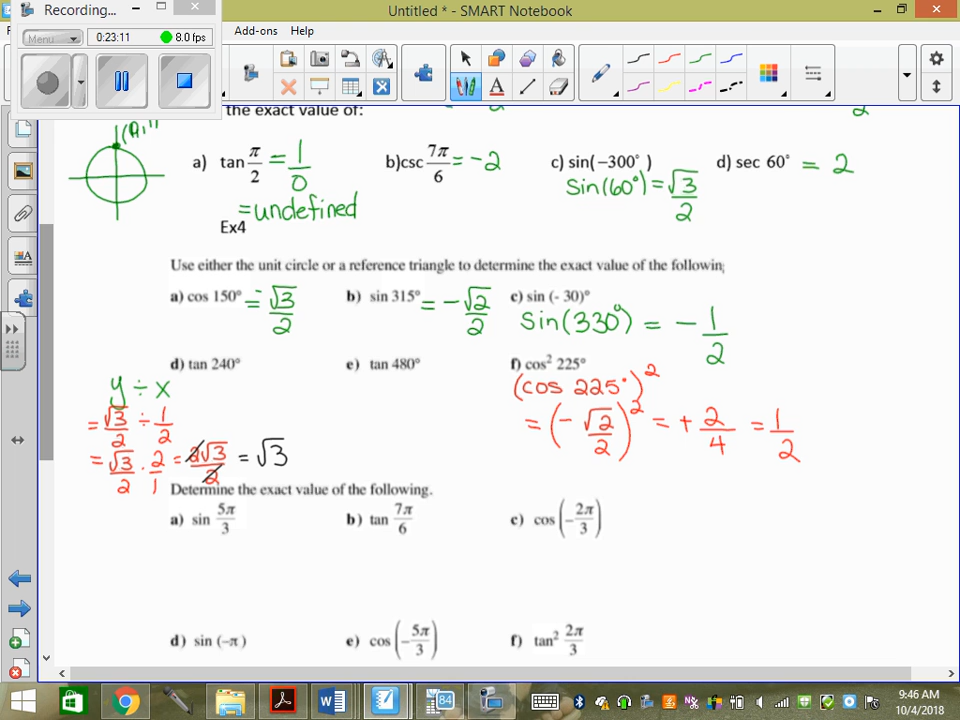 Untitled * - SMART Notebook
Recording...
Menu
0:23:11
8.0 fps
Add-ons Help
the exact value of:
a) tan π/2 = 1/0
= undefined
b)csc 7π/6 = -2
c) sin(-300° )
Sin(60°) = √3/2
d) sec 60° = 2
2
Ex4
Use either the unit circle or a reference triangle to determine the exact value of the followin
a) cos 150° = -√3/2
b) sin 315° = -√2/2
c) sin (- 30)°
Sin(330°) = -1/2
d) tan 240°
y ÷ x
= √3/2 ÷ 1/2
= √3/2 · 2/1 = 2√3/2 = √3
e) tan 480°
f) cos² 225°
(cos 225°)²
= (-√2/2)² = + 2/4 = 1/2
Determine the exact value of the following.
a) sin 5π/3
b) tan 7π/6
c) cos (-2π/3)
d) sin (-π)
e) cos (-5π/3)
f) tan² 2π/3
84
9:46 AM
10/4/2018